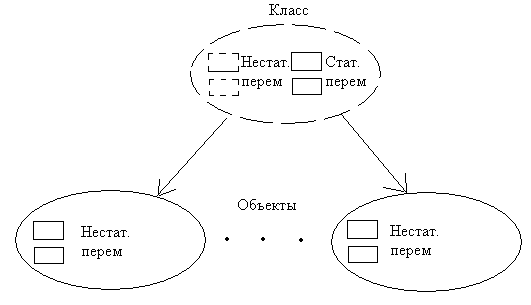 Класс
Нестат. Стат.
перем перем
Объекты
Нестат.
перем
Нестат.
перем